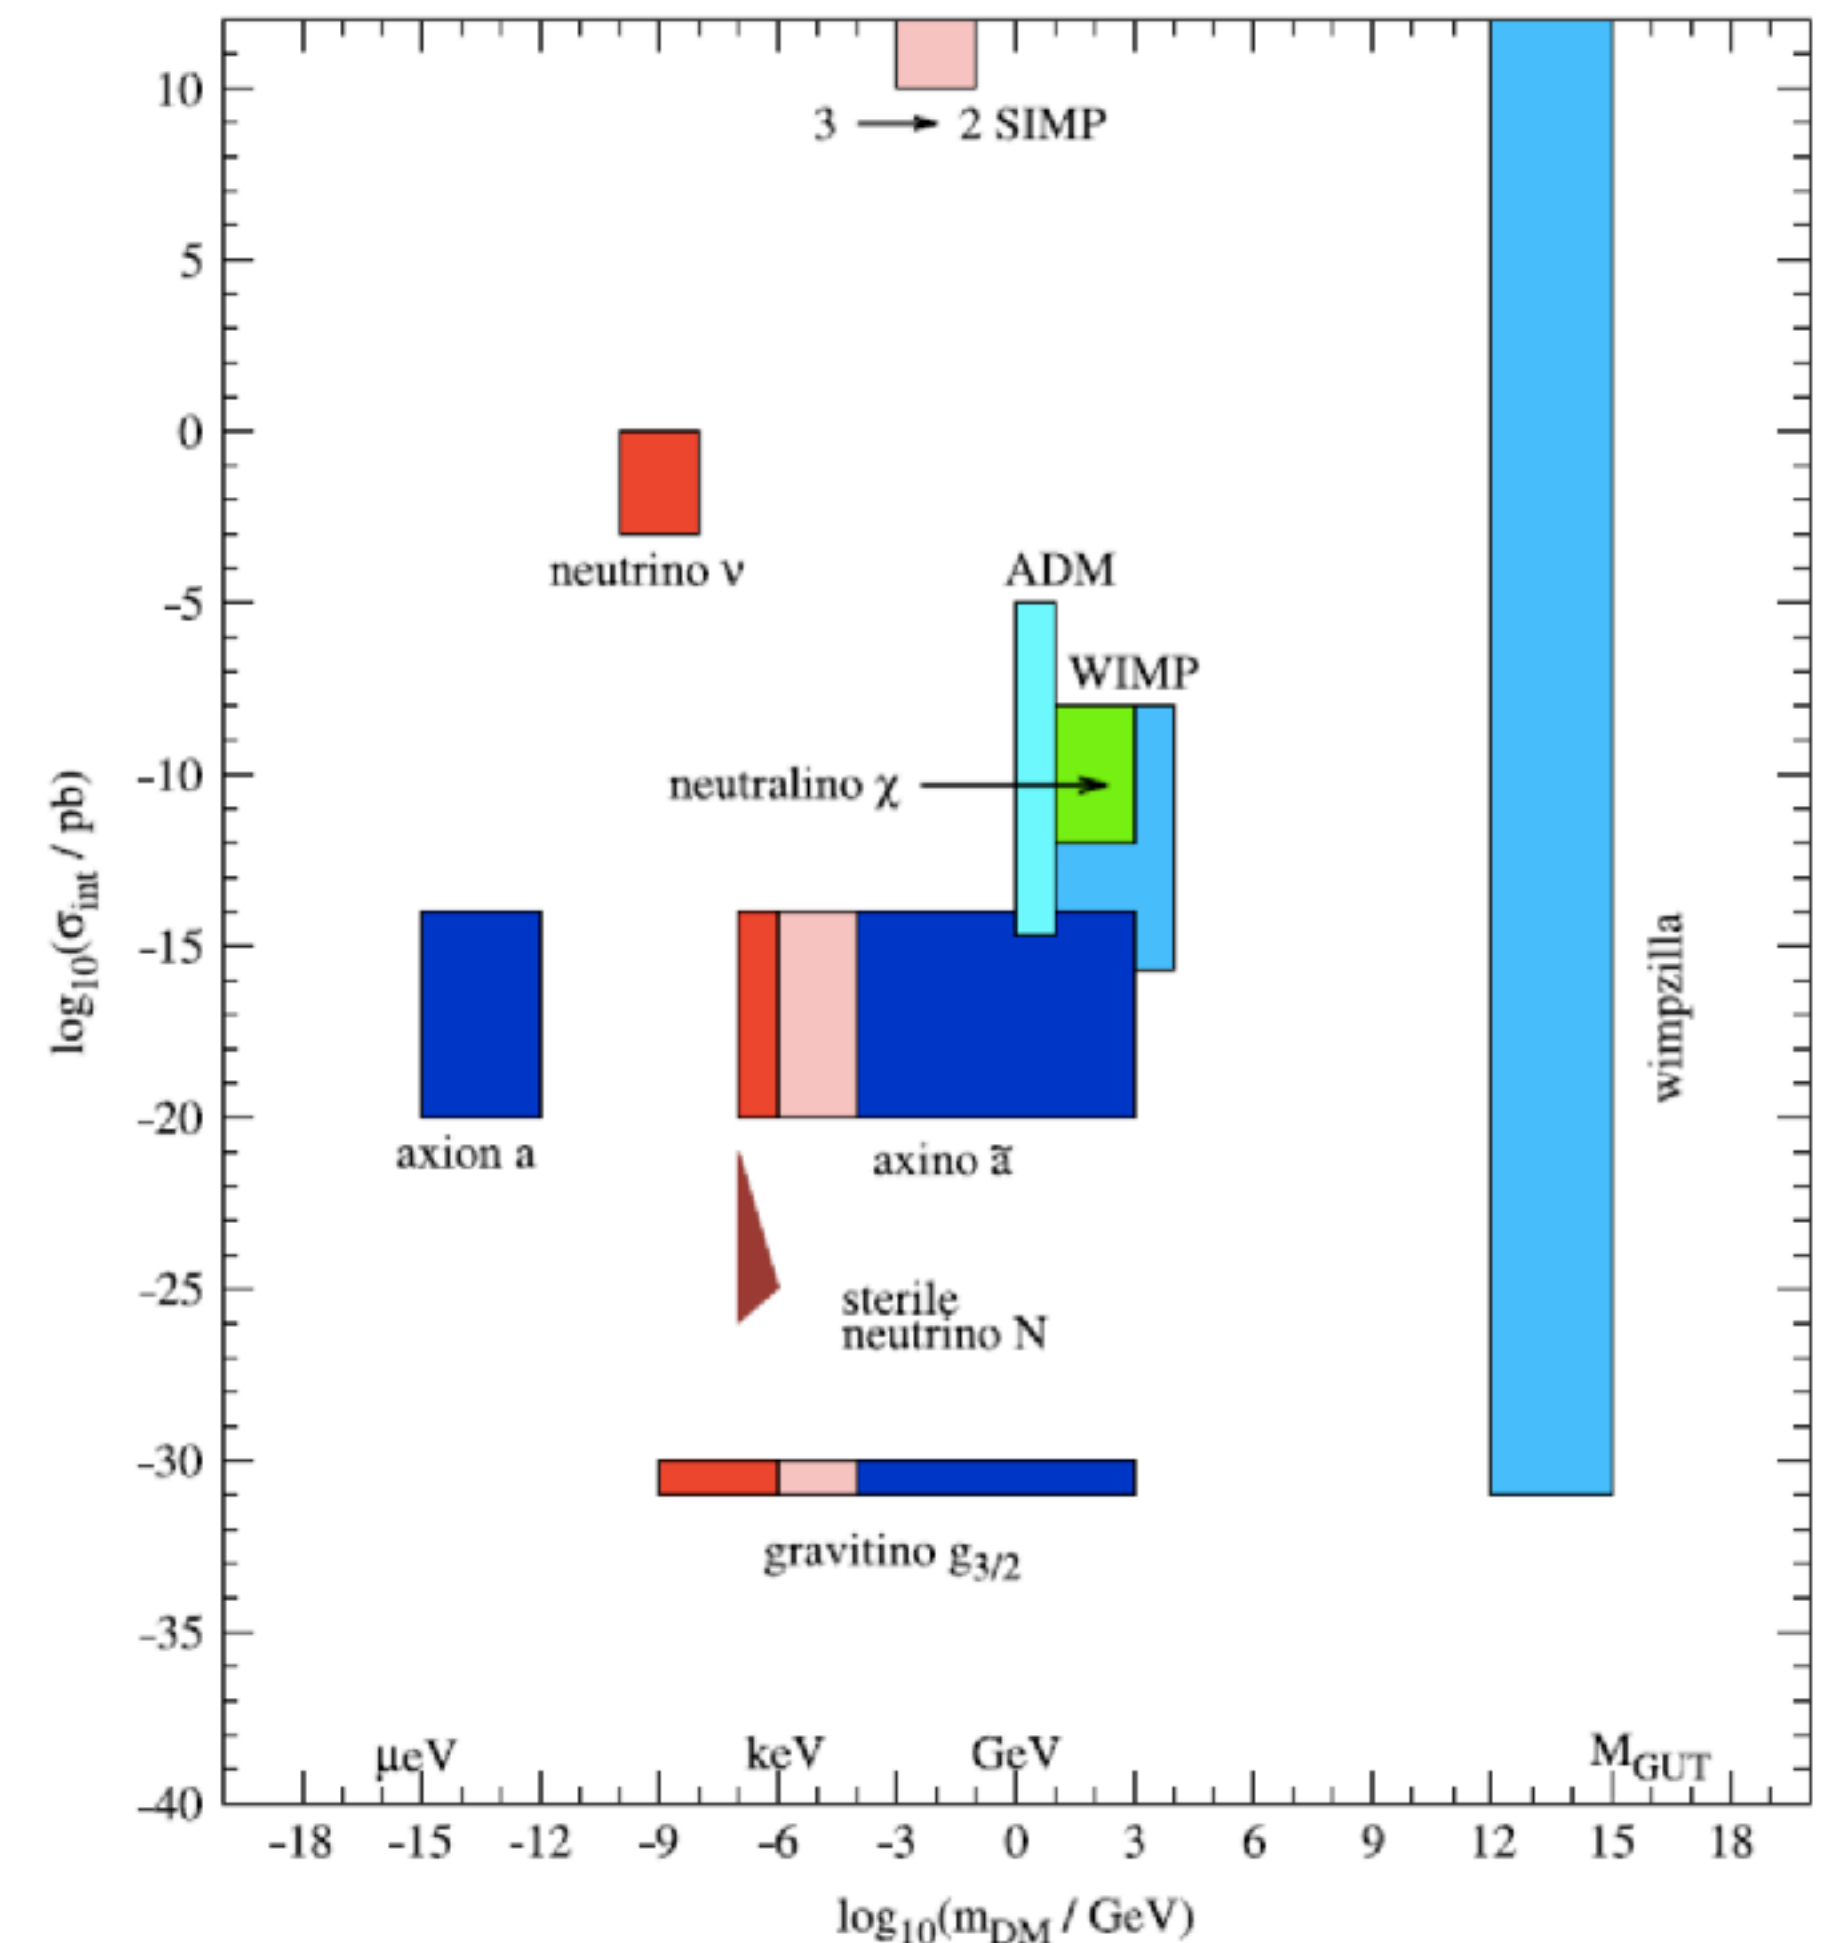 10
3 → 2 SIMP
5
0
neutrino ν
-5
ADM
WIMP
-10
neutralino χ
log10(σint / pb)
-15
wimpzilla
-20
axion a
axino ã
-25
sterile
neutrino N
-30
gravitino g3/2
-35
μeV keV GeV MGUT
-40
-18 -15 -12 -9 -6 -3 0 3 6 9 12 15 18
log10(mDM / GeV)